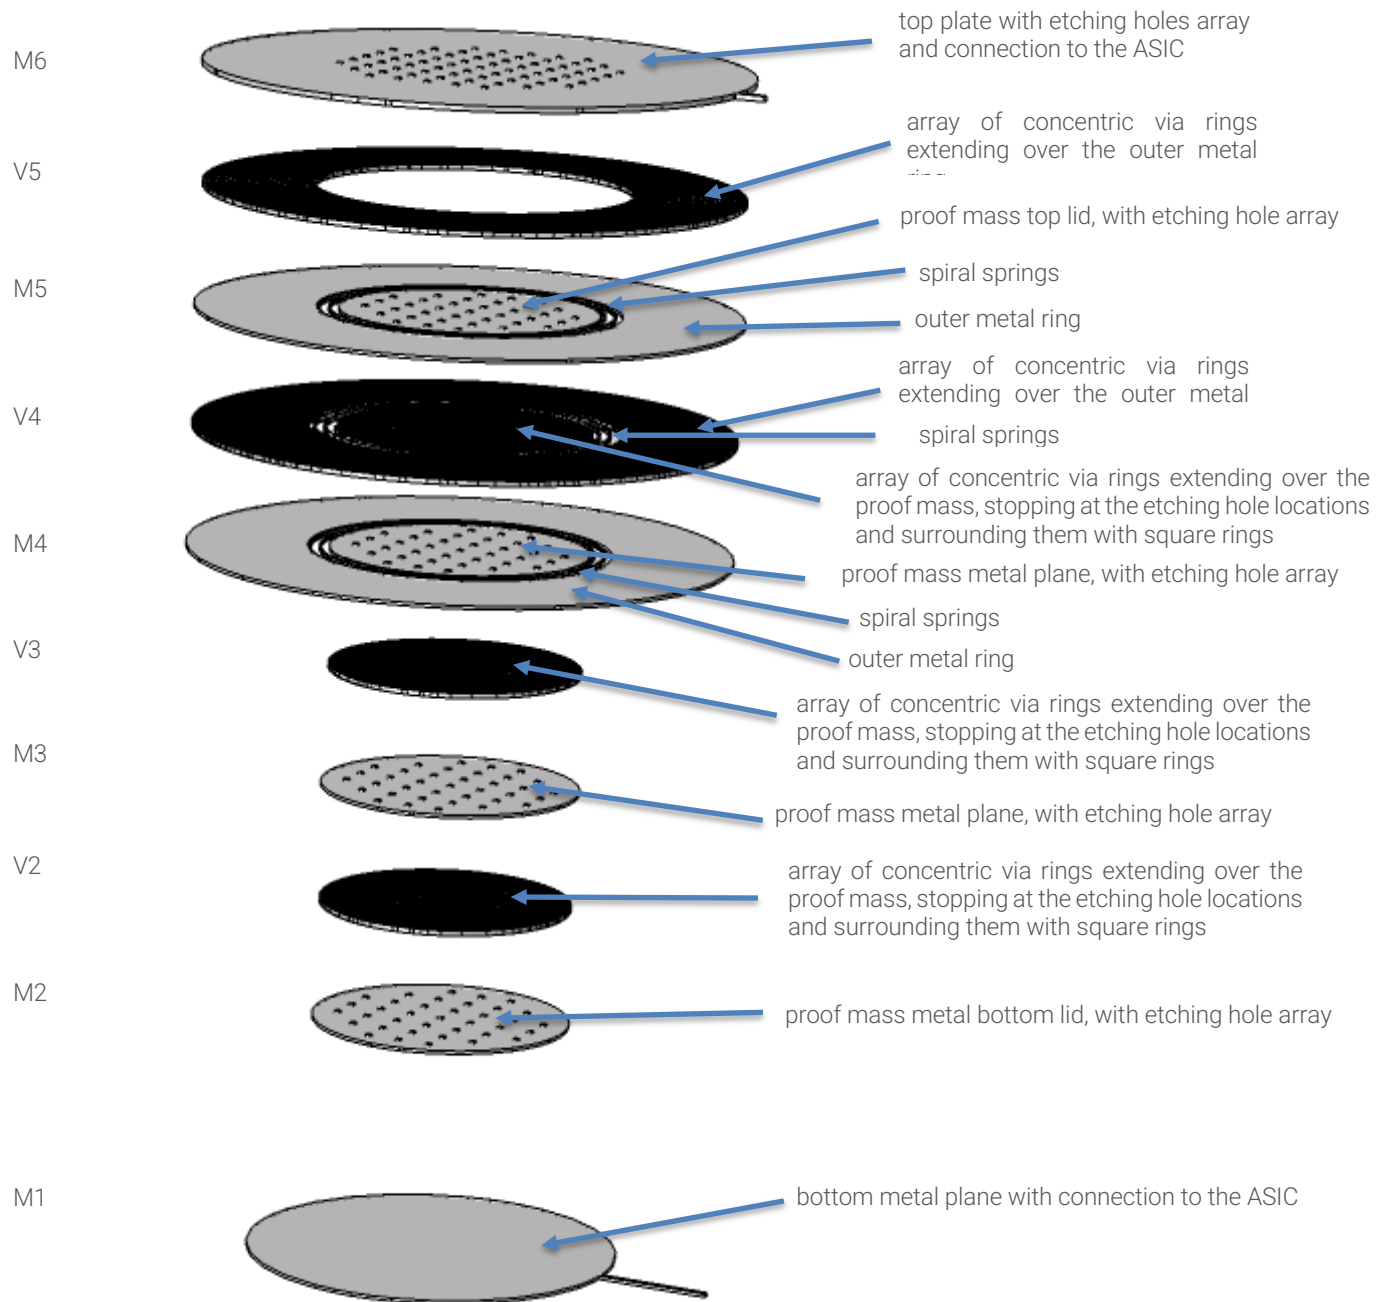 M6
top plate with etching holes array
and connection to the ASIC
V5
array of concentric via rings
extending over the outer metal
M5
proof mass top lid, with etching hole array
spiral springs
outer metal ring
V4
array of concentric via rings
extending over the outer metal
spiral springs
array of concentric via rings extending over the
proof mass, stopping at the etching hole locations
and surrounding them with square rings
M4
proof mass metal plane, with etching hole array
spiral springs
outer metal ring
V3
array of concentric via rings extending over the
proof mass, stopping at the etching hole locations
and surrounding them with square rings
M3
proof mass metal plane, with etching hole array
V2
array of concentric via rings extending over the
proof mass, stopping at the etching hole locations
and surrounding them with square rings
M2
proof mass metal bottom lid, with etching hole array
M1
bottom metal plane with connection to the ASIC